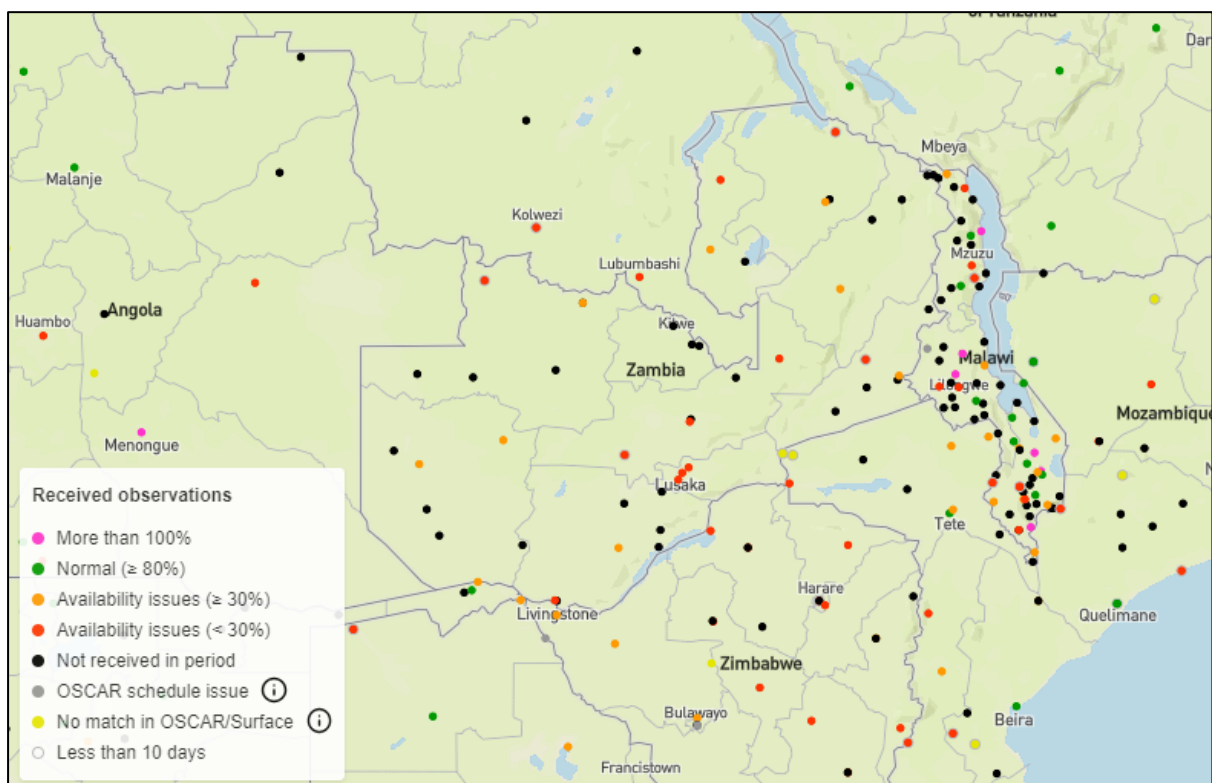 of Tanzania
Dar
Mbeya
Malanje
Kolwezi
Mzuzu
Lubumbashi
Angola
Huambo
Kitwe
Zambia
Malawi
Lilongwe
Mozambique
Menongue
Lusaka
N
Tete
Harare
Livingstone
Quelimane
Zimbabwe
Bulawayo
Beira
Francistown
Received observations
More than 100%
Normal (≥ 80%)
Availability issues (≥ 30%)
Availability issues (< 30%)
Not received in period
OSCAR schedule issue i
No match in OSCAR/Surface i
Less than 10 days